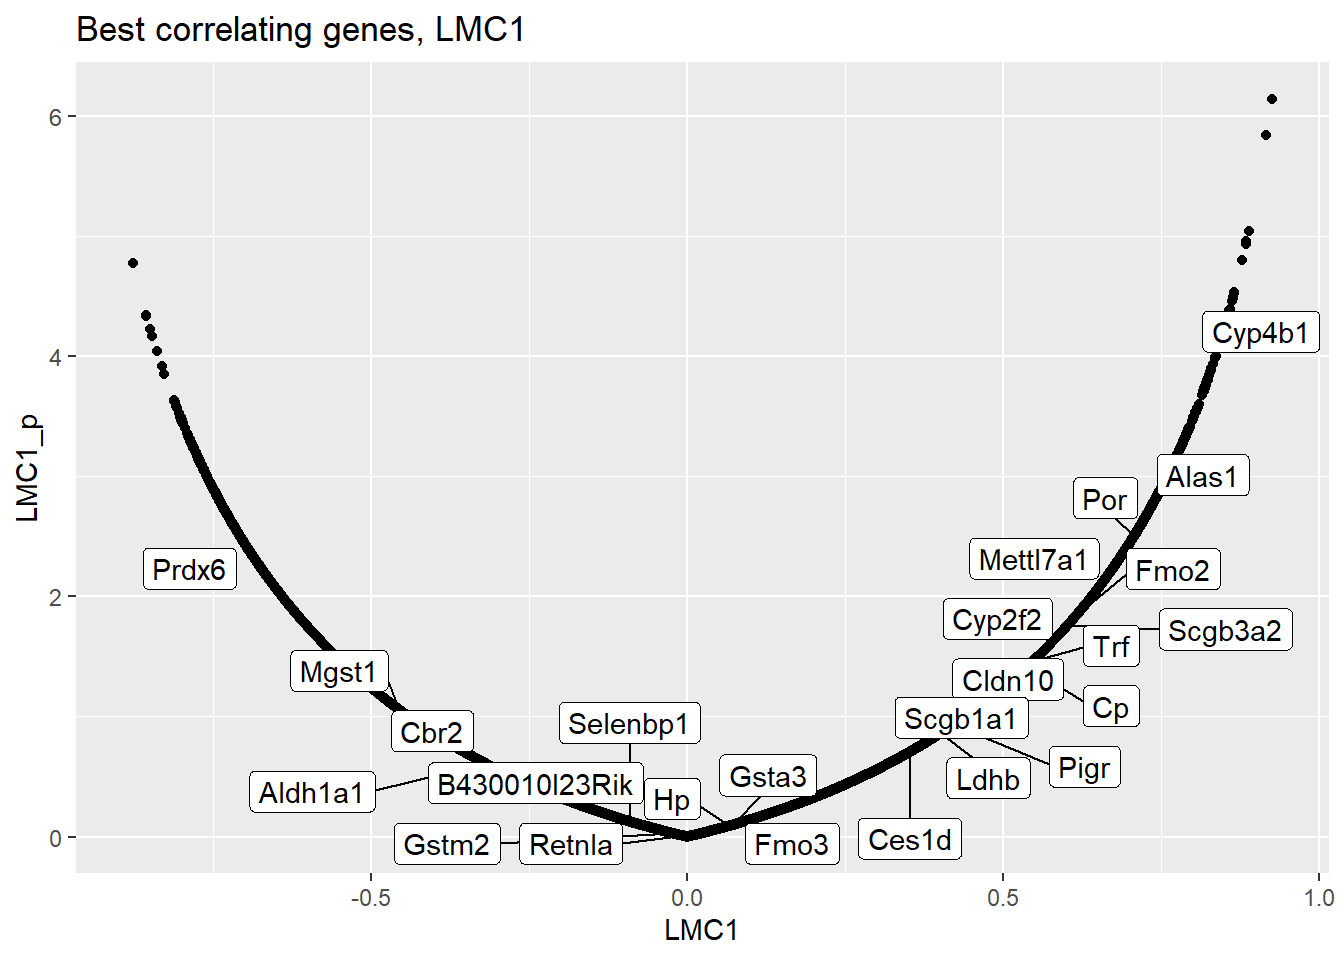 Best correlating genes, LMC1
6
Cyp4b1
4
Alas1
Por
LMC1_p
Mettl7a1
Fmo2
Prdx6
2
Cyp2f2
Scgb3a2
Trf
Mgst1
Cldn10
Cp
Scgb1a1
Selenbp1
Cbr2
Pigr
Gsta3
Ldhb
B430010I23Rik
Aldh1a1
Hp
0
Ces1d
Gstm2
Retnla
Fmo3
-0.5
0.0
0.5
1.0
LMC1